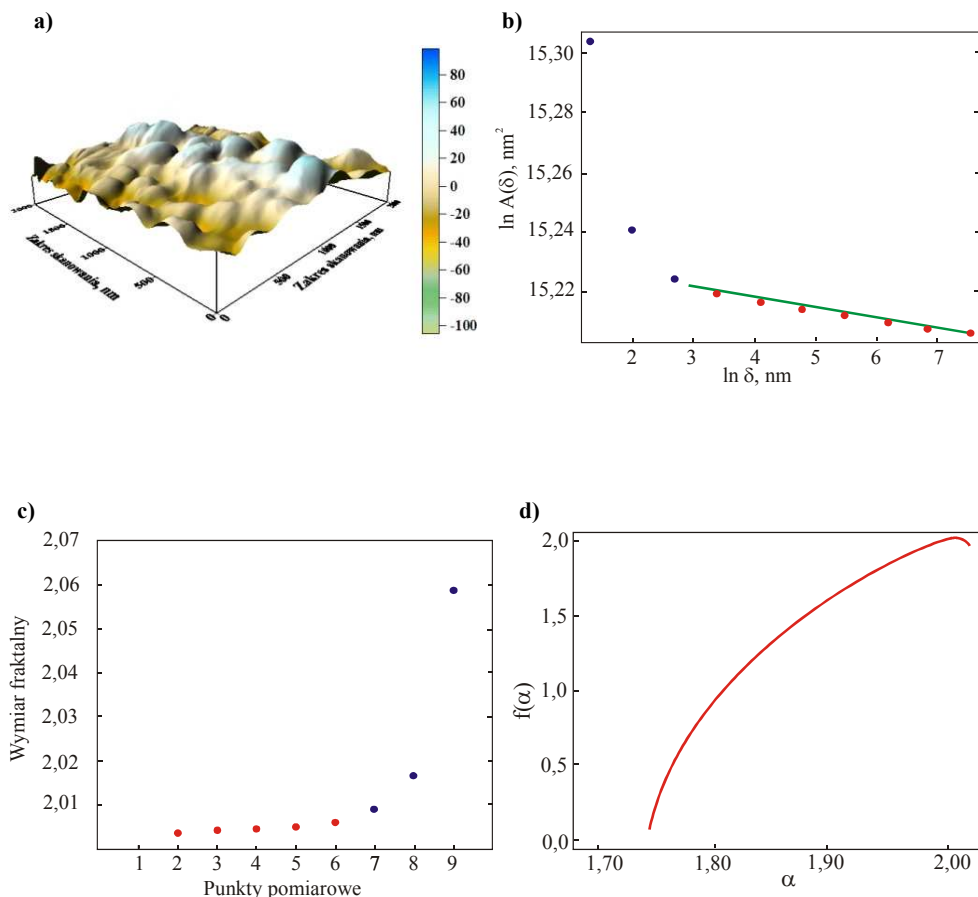 a)
80
60
40
20
0
-20
-40
-60
-80
-100
1500
1000
500
0
Zakres skanowania, nm
0
500
1000
1500
Zakres skanowania, nm
b)
15,30
15,28
15,26
15,24
15,22
ln A(δ), nm²
2 3 4 5 6 7
ln δ, nm
c)
2,07
2,06
2,05
2,04
2,03
2,02
2,01
Wymiar fraktalny
1 2 3 4 5 6 7 8 9
Punkty pomiarowe
d)
2,0
1,5
1,0
0,5
0,0
f(α)
1,70 1,80 1,90 2,00
α